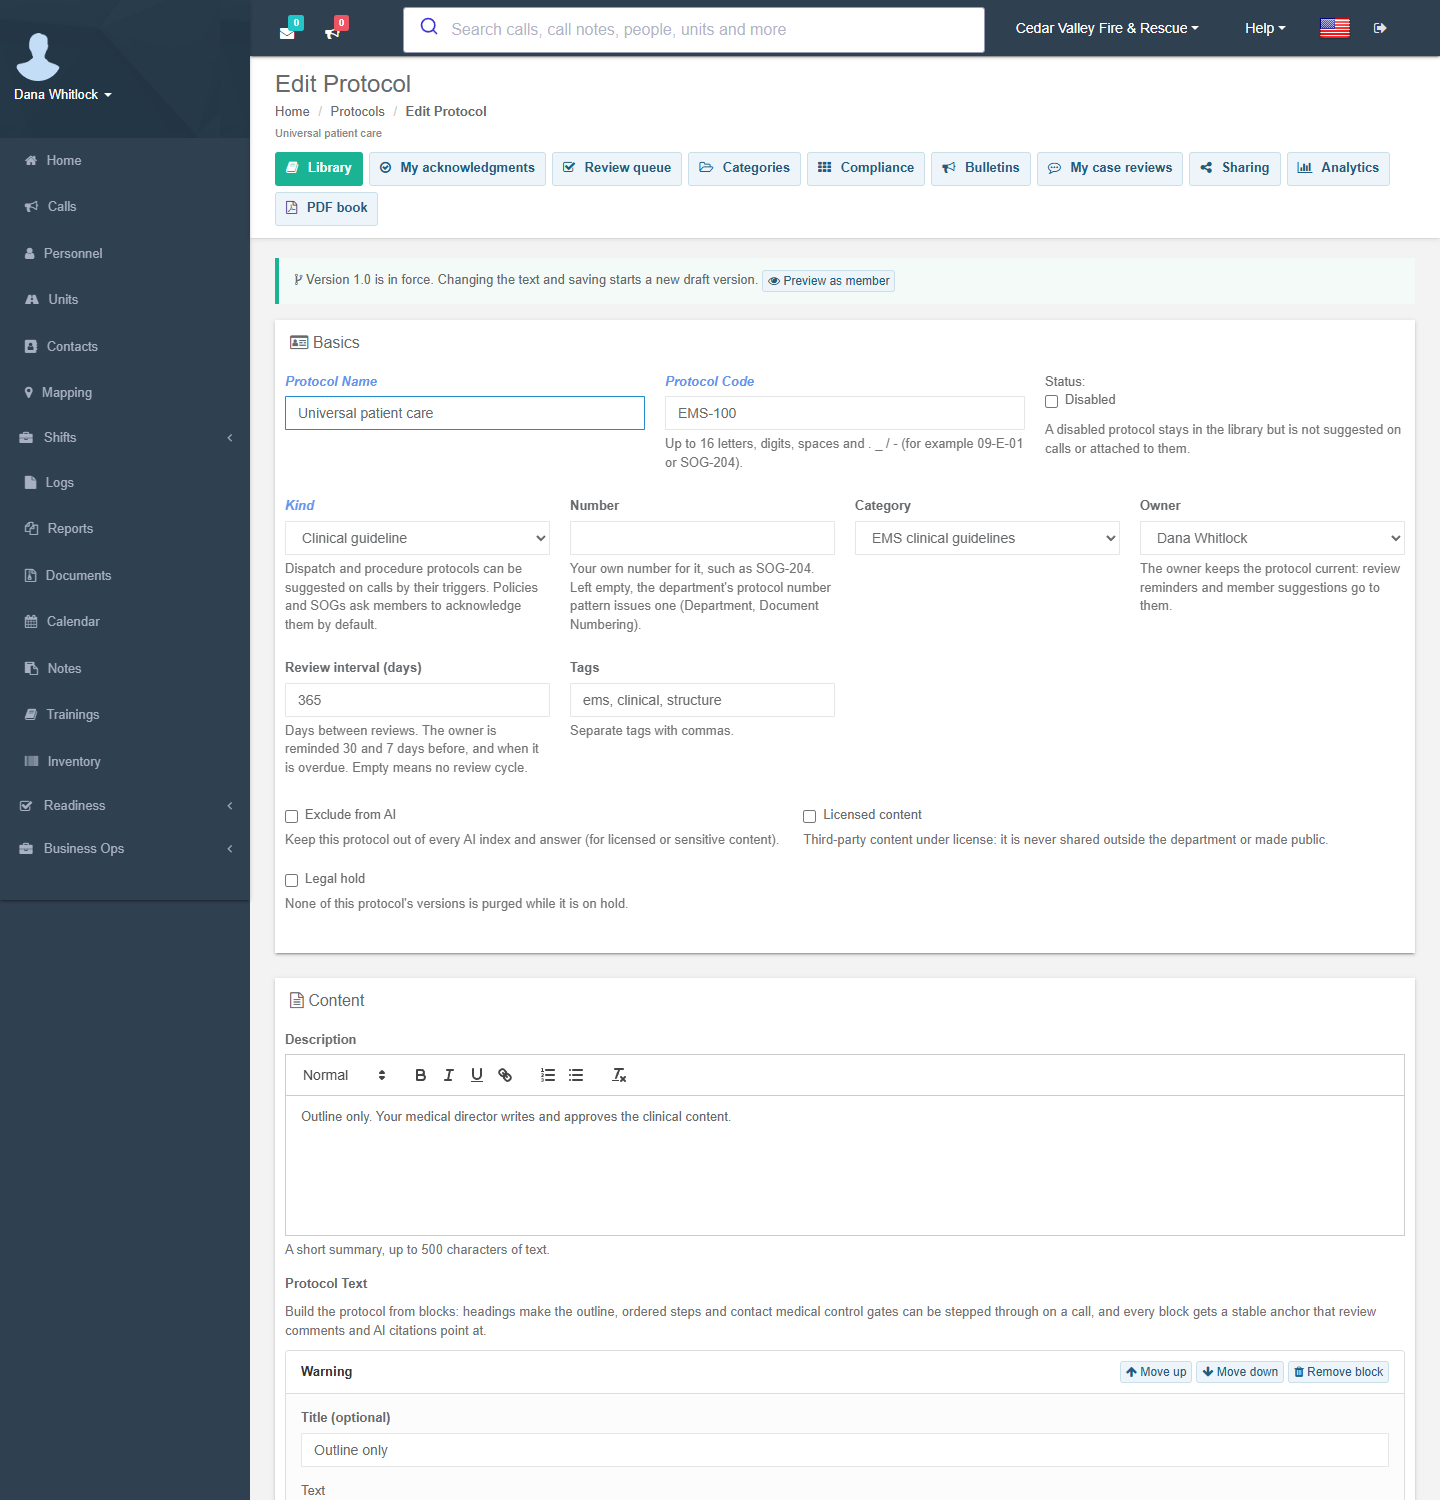 0
0
Search calls, call notes, people, units and more
Cedar Valley Fire & Rescue
Help
Dana Whitlock
Home
Calls
Personnel
Units
Contacts
Mapping
Shifts
Logs
Reports
Documents
Calendar
Notes
Trainings
Inventory
Readiness
Business Ops
Edit Protocol
Home / Protocols / Edit Protocol
Universal patient care
Library
My acknowledgments
Review queue
Categories
Compliance
Bulletins
My case reviews
Sharing
Analytics
PDF book
Version 1.0 is in force. Changing the text and saving starts a new draft version. Preview as member
Basics
Protocol Name
Universal patient care
Protocol Code
EMS-100
Up to 16 letters, digits, spaces and . _ / - (for example 09-E-01
or SOG-204).
Status:
Disabled
A disabled protocol stays in the library but is not suggested on
calls or attached to them.
Kind
Clinical guideline
Dispatch and procedure protocols can be
suggested on calls by their triggers. Policies
and SOGs ask members to acknowledge
them by default.
Number
Your own number for it, such as SOG-204.
Left empty, the department's protocol number
pattern issues one (Department, Document
Numbering).
Category
EMS clinical guidelines
Owner
Dana Whitlock
The owner keeps the protocol current: review
reminders and member suggestions go to
them.
Review interval (days)
365
Days between reviews. The owner is
reminded 30 and 7 days before, and when it
is overdue. Empty means no review cycle.
Tags
ems, clinical, structure
Separate tags with commas.
Exclude from AI
Keep this protocol out of every AI index and answer (for licensed or sensitive content).
Licensed content
Third-party content under license: it is never shared outside the department or made public.
Legal hold
None of this protocol's versions is purged while it is on hold.
Content
Description
Normal
Outline only. Your medical director writes and approves the clinical content.
A short summary, up to 500 characters of text.
Protocol Text
Build the protocol from blocks: headings make the outline, ordered steps and contact medical control gates can be stepped through on a call, and every block gets a stable anchor that review
comments and AI citations point at.
Warning
Move up
Move down
Remove block
Title (optional)
Outline only
Text